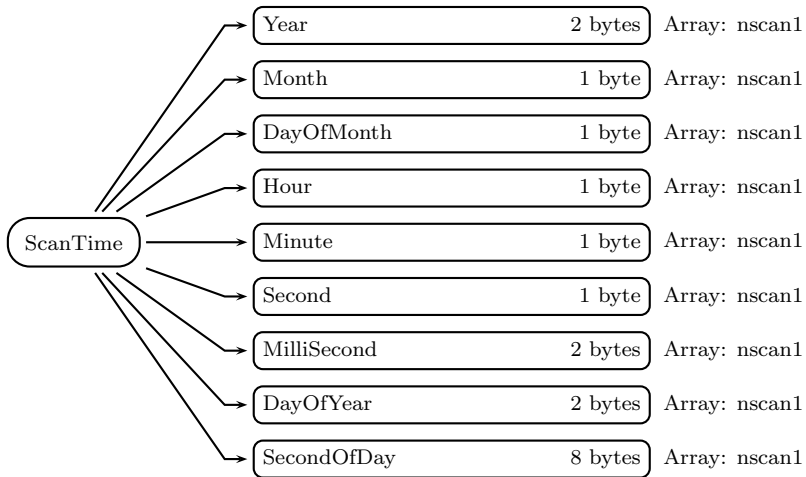 Year 2 bytes Array: nscan1
Month 1 byte Array: nscan1
DayOfMonth 1 byte Array: nscan1
Hour 1 byte Array: nscan1
ScanTime Minute 1 byte Array: nscan1
Second 1 byte Array: nscan1
MilliSecond 2 bytes Array: nscan1
DayOfYear 2 bytes Array: nscan1
SecondOfDay 8 bytes Array: nscan1